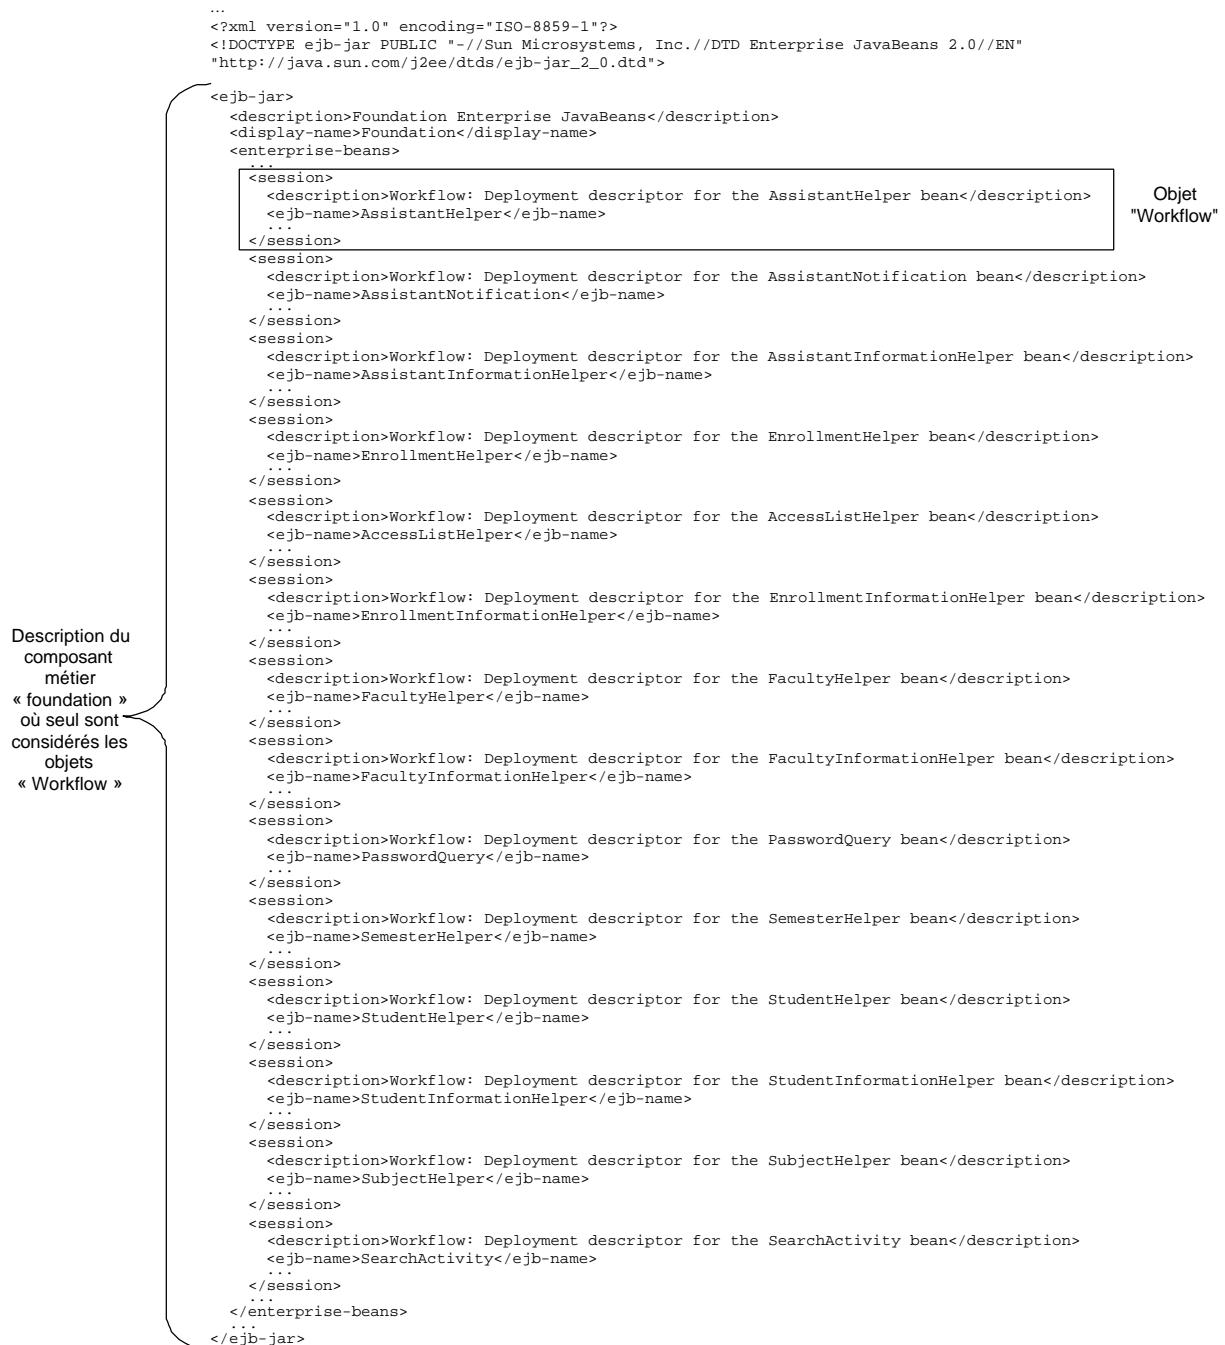 ...
<?xml version="1.0" encoding="ISO-8859-1"?>
<!DOCTYPE ejb-jar PUBLIC "-//Sun Microsystems, Inc.//DTD Enterprise JavaBeans 2.0//EN"
"http://java.sun.com/j2ee/dtds/ejb-jar_2_0.dtd">
<ejb-jar>
<description>Foundation Enterprise JavaBeans</description>
<display-name>Foundation</display-name>
<enterprise-beans>
...
<session>
<description>Workflow: Deployment descriptor for the AssistantHelper bean</description>
<ejb-name>AssistantHelper</ejb-name>
...
</session>
Objet
"Workflow"
<session>
<description>Workflow: Deployment descriptor for the AssistantNotification bean</description>
<ejb-name>AssistantNotification</ejb-name>
...
</session>
<session>
<description>Workflow: Deployment descriptor for the AssistantInformationHelper bean</description>
<ejb-name>AssistantInformationHelper</ejb-name>
...
</session>
<session>
<description>Workflow: Deployment descriptor for the EnrollmentHelper bean</description>
<ejb-name>EnrollmentHelper</ejb-name>
...
</session>
<session>
<description>Workflow: Deployment descriptor for the AccessListHelper bean</description>
<ejb-name>AccessListHelper</ejb-name>
...
</session>
<session>
<description>Workflow: Deployment descriptor for the EnrollmentInformationHelper bean</description>
<ejb-name>EnrollmentInformationHelper</ejb-name>
...
</session>
<session>
<description>Workflow: Deployment descriptor for the FacultyHelper bean</description>
<ejb-name>FacultyHelper</ejb-name>
...
</session>
<session>
<description>Workflow: Deployment descriptor for the FacultyInformationHelper bean</description>
<ejb-name>FacultyInformationHelper</ejb-name>
...
</session>
<session>
<description>Workflow: Deployment descriptor for the PasswordQuery bean</description>
<ejb-name>PasswordQuery</ejb-name>
...
</session>
<session>
<description>Workflow: Deployment descriptor for the SemesterHelper bean</description>
<ejb-name>SemesterHelper</ejb-name>
...
</session>
<session>
<description>Workflow: Deployment descriptor for the StudentHelper bean</description>
<ejb-name>StudentHelper</ejb-name>
...
</session>
<session>
<description>Workflow: Deployment descriptor for the StudentInformationHelper bean</description>
<ejb-name>StudentInformationHelper</ejb-name>
...
</session>
<session>
<description>Workflow: Deployment descriptor for the SubjectHelper bean</description>
<ejb-name>SubjectHelper</ejb-name>
...
</session>
<session>
<description>Workflow: Deployment descriptor for the SearchActivity bean</description>
<ejb-name>SearchActivity</ejb-name>
...
</session>
...
</enterprise-beans>
...
</ejb-jar>
Description du
composant
métier
« foundation »
où seul sont
considérés les
objets
« Workflow »